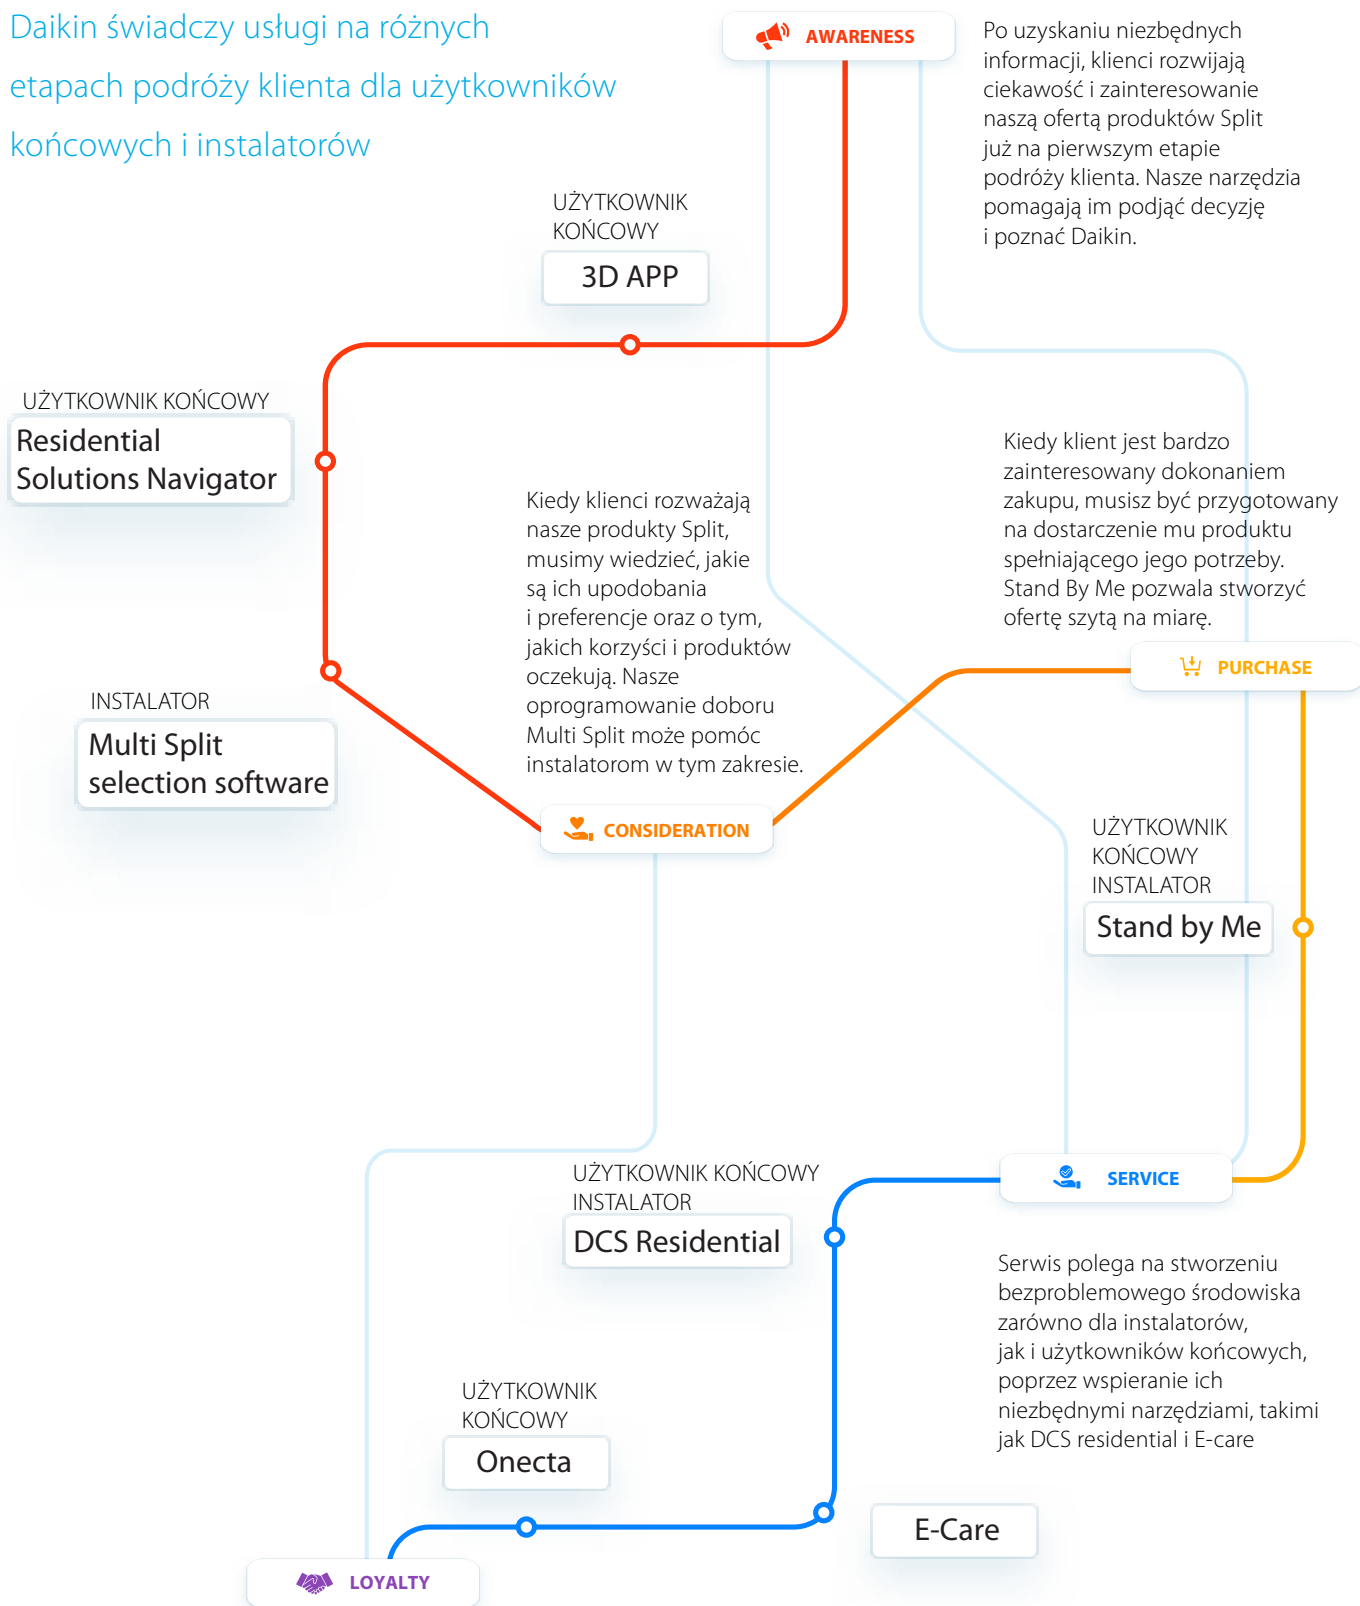 Daikin świadczy usługi na różnych
etapach podróży klienta dla użytkowników
końcowych i instalatorów
AWARENESS
Po uzyskaniu niezbędnych
informacji, klienci rozwijają
ciekawość i zainteresowanie
naszą ofertą produktów Split
już na pierwszym etapie
podróży klienta. Nasze narzędzia
pomagają im podjąć decyzję
i poznać Daikin.
UŻYTKOWNIK
KOŃCOWY
3D APP
UŻYTKOWNIK KOŃCOWY
Residential
Solutions Navigator
INSTALATOR
Multi Split
selection software
Kiedy klienci rozważają
nasze produkty Split,
musimy wiedzieć, jakie
są ich upodobania
i preferencje oraz o tym,
jakich korzyści i produktów
oczekują. Nasze
oprogramowanie doboru
Multi Split może pomóc
instalatorom w tym zakresie.
CONSIDERATION
Kiedy klient jest bardzo
zainteresowany dokonaniem
zakupu, musisz być przygotowany
na dostarczenie mu produktu
spełniającego jego potrzeby.
Stand By Me pozwala stworzyć
ofertę szytą na miarę.
PURCHASE
UŻYTKOWNIK
KOŃCOWY
INSTALATOR
Stand by Me
SERVICE
Serwis polega na stworzeniu
bezproblemowego środowiska
zarówno dla instalatorów,
jak i użytkowników końcowych,
poprzez wspieranie ich
niezbędnymi narzędziami, takimi
jak DCS residential i E-care
UŻYTKOWNIK KOŃCOWY
INSTALATOR
DCS Residential
E-Care
UŻYTKOWNIK
KOŃCOWY
Onecta
LOYALTY